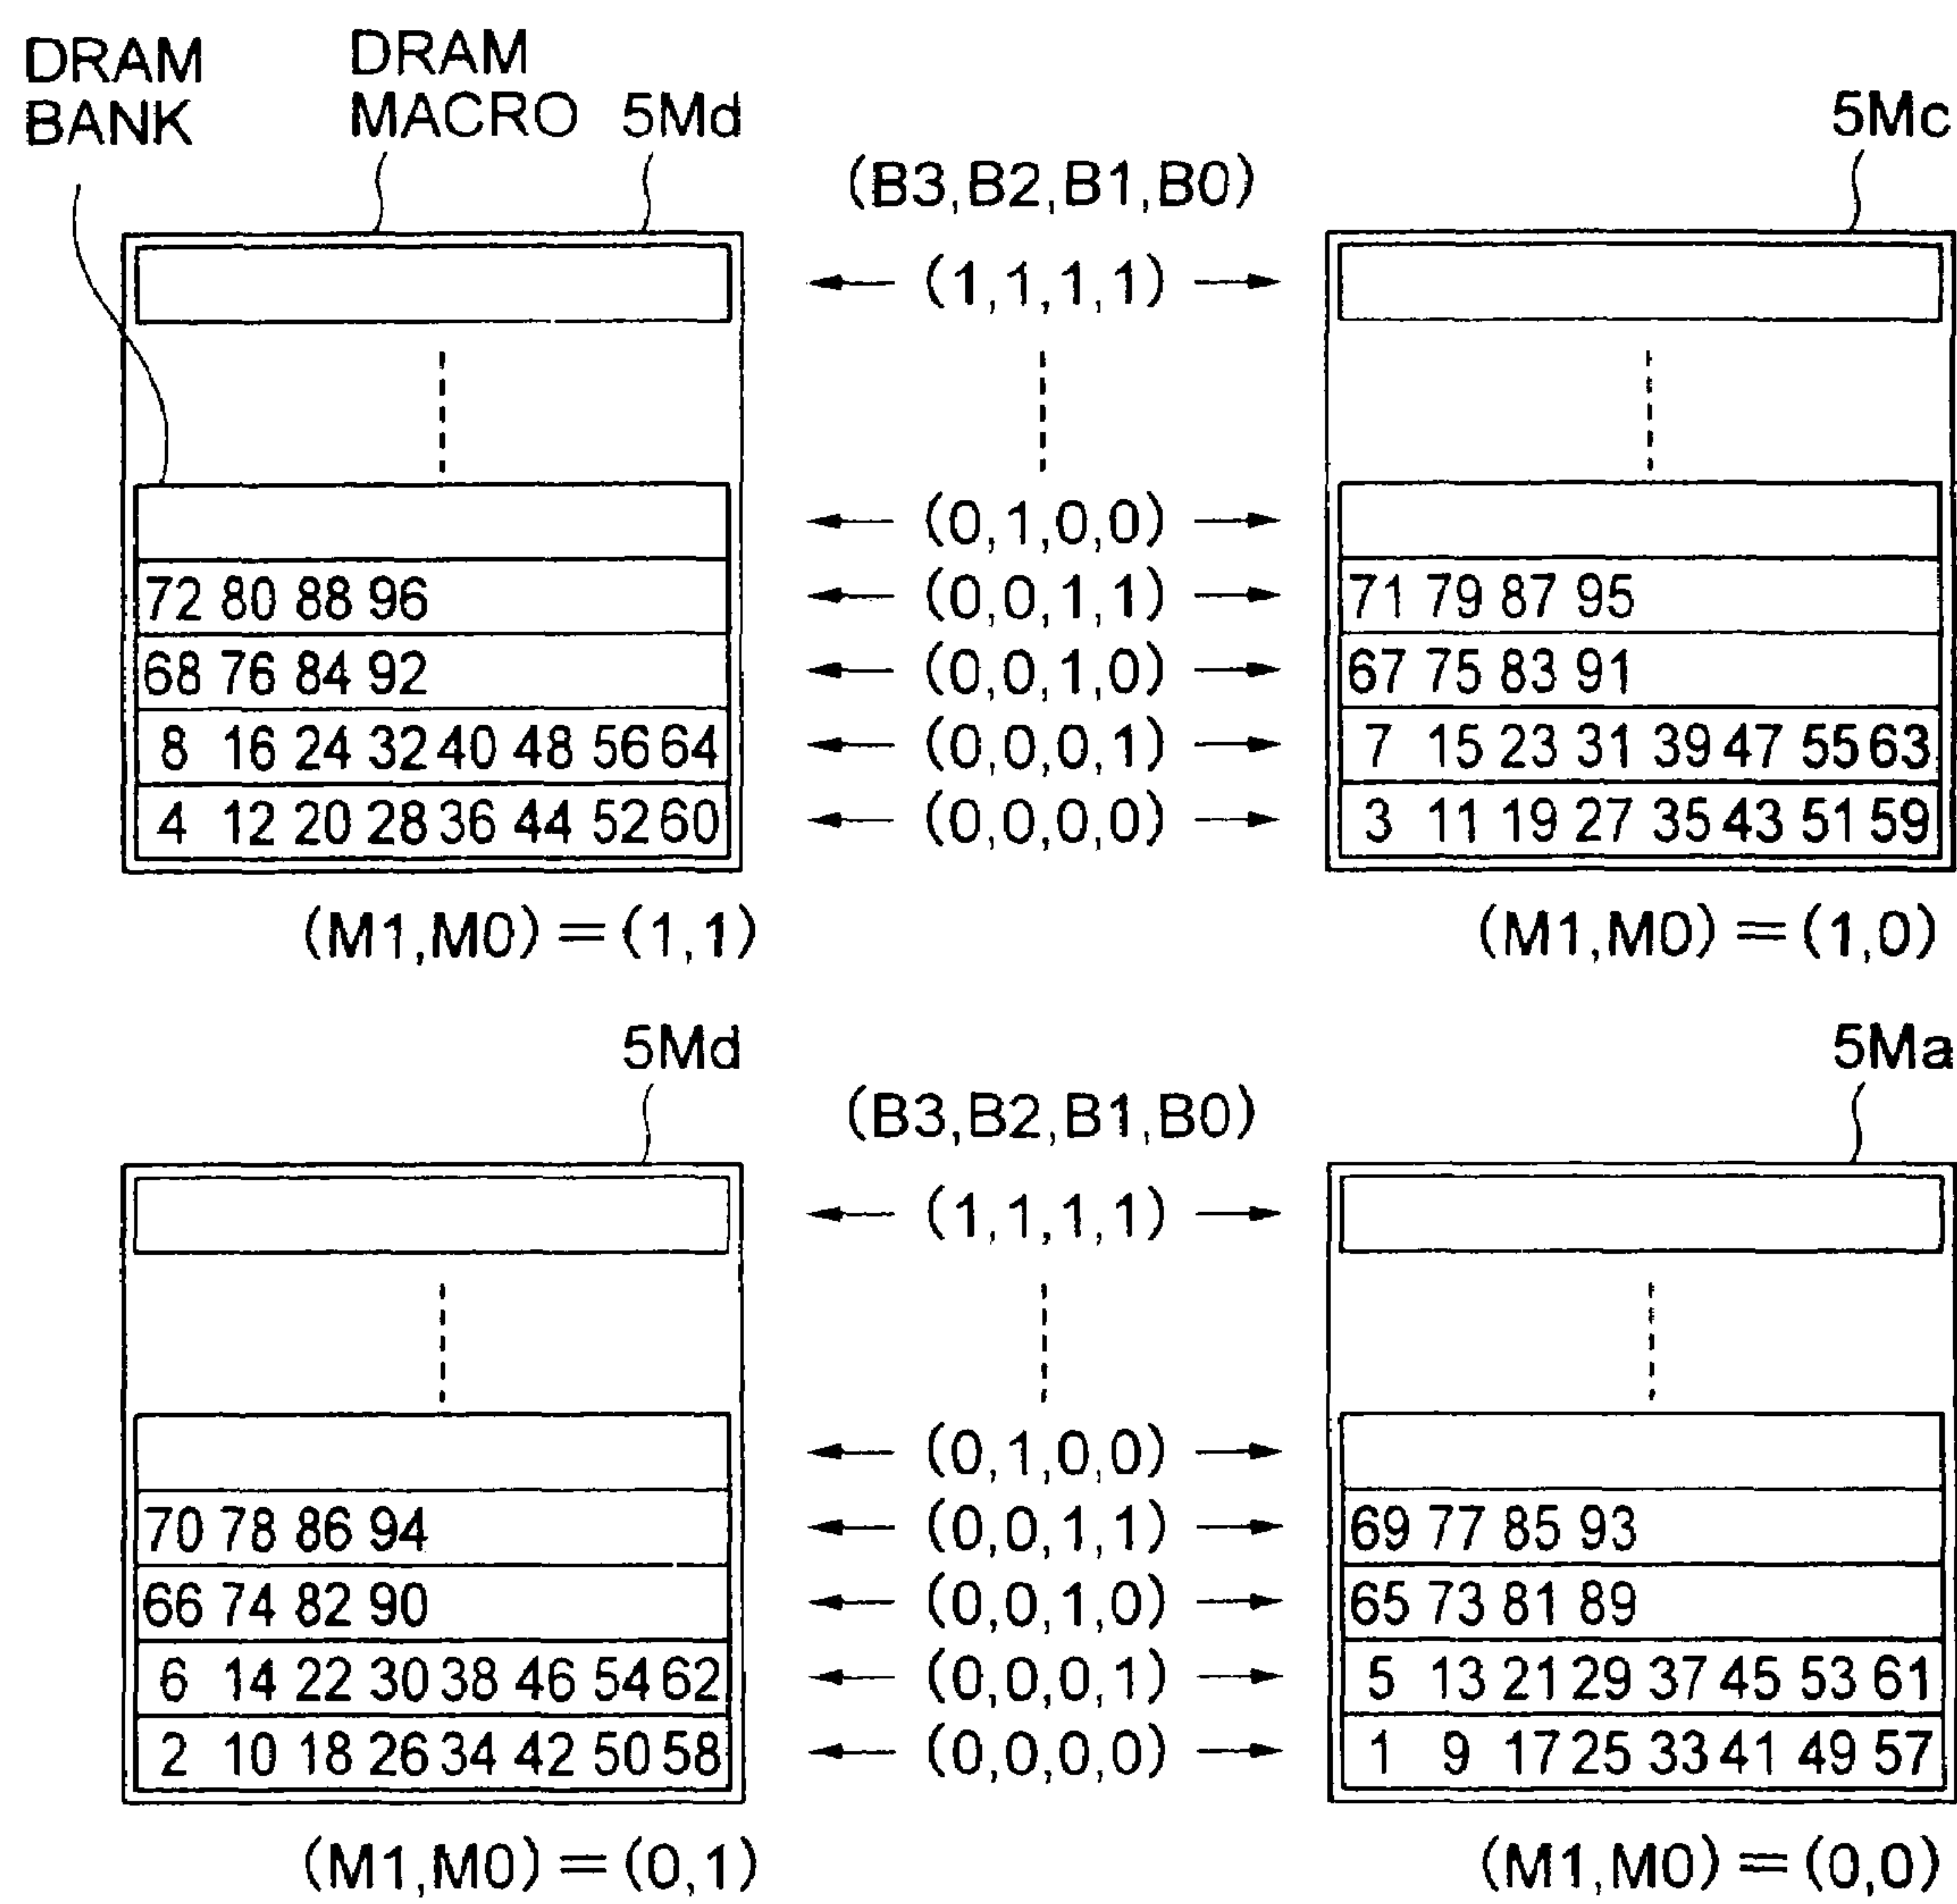 DRAM BANK
DRAM MACRO
5Md
5Mc
(B3,B2,B1,B0)
(1,1,1,1)
(0,1,0,0)
72 80 88 96 (0,0,1,1) 71 79 87 95
68 76 84 92 (0,0,1,0) 67 75 83 91
8 16 24 32 40 48 56 64 (0,0,0,1) 7 15 23 31 39 47 55 63
4 12 20 28 36 44 52 60 (0,0,0,0) 3 11 19 27 35 43 51 59
(M1,M0)=(1,1) (M1,M0)=(1,0)
5Md
5Ma
(B3,B2,B1,B0)
(1,1,1,1)
(0,1,0,0)
70 78 86 94 (0,0,1,1) 69 77 85 93
66 74 82 90 (0,0,1,0) 65 73 81 89
6 14 22 30 38 46 54 62 (0,0,0,1) 5 13 21 29 37 45 53 61
2 10 18 26 34 42 50 58 (0,0,0,0) 1 9 17 25 33 41 49 57
(M1,M0)=(0,1) (M1,M0)=(0,0)